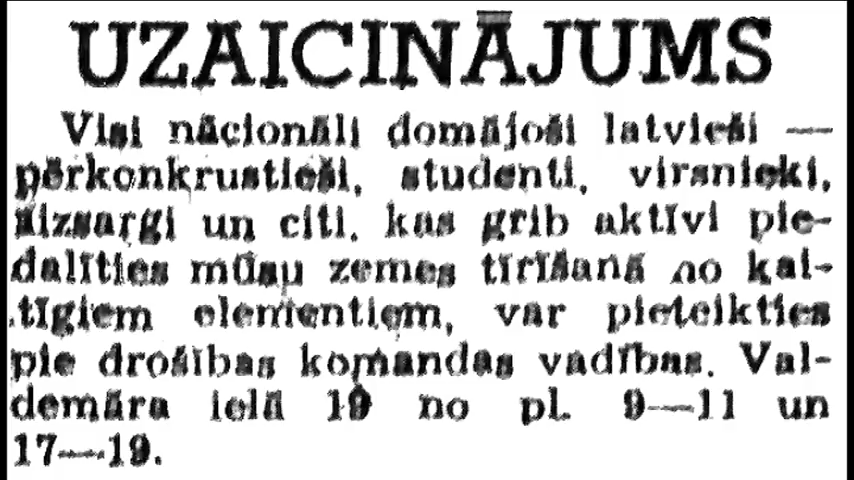 UZAICINĀJUMS
Visi nācionāli domājoši latvieši —
pērkonkrustieši, studenti, virsnieki,
aizsargi un citi, kas grib aktīvi pie-
dalīties mūsu zemes tīrīšanā no kai-
tīgiem elementiem, var pieteikties
pie drošības komandas vadības, Val-
demāra ielā 19 no pl. 9—11 un
17—19.